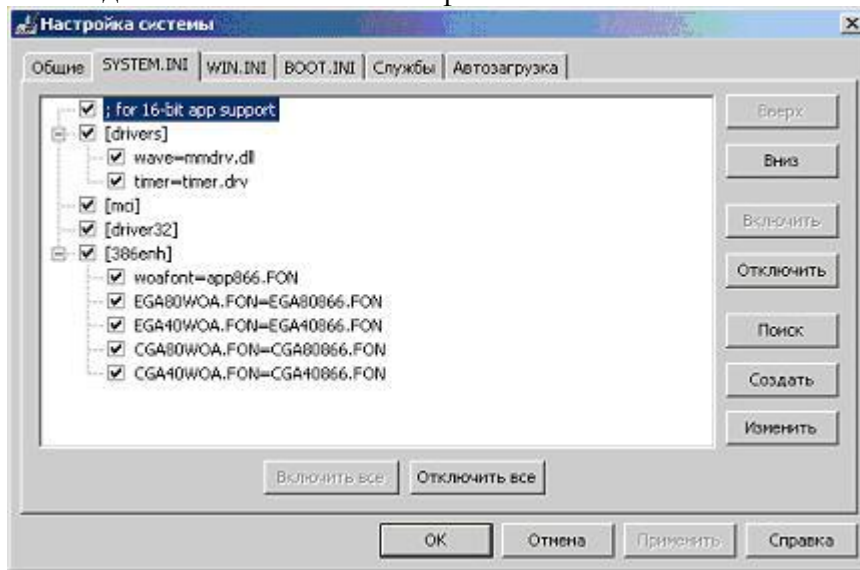 Настройка системы
Общие SYSTEM.INI WIN.INI BOOT.INI Службы Автозагрузка
; for 16-bit app support
[drivers]
wave=mmdrv.dll
timer=timer.drv
[mci]
[driver32]
[386enh]
woafont=app866.FON
EGA80WOA.FON=EGA80866.FON
EGA40WOA.FON=EGA40866.FON
CGA80WOA.FON=CGA80866.FON
CGA40WOA.FON=CGA40866.FON
Вверх
Вниз
Включить
Отключить
Поиск
Создать
Изменить
Включить все Отключить все
OK Отмена Применить Справка